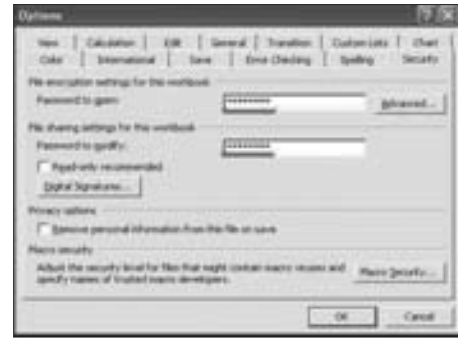 Options
View Calculation Edit General Transition Custom Lists Chart
Color International Save Error Checking Spelling Security
File encryption settings for this workbook
Password to open: ********* Advanced...
File sharing settings for this workbook
Password to modify: *********
Read-only recommended
Digital Signatures...
Privacy options
Remove personal information from this file on save
Macro security
Adjust the security level for files that might contain macro viruses and
specify names of trusted macro developers.
Macro Security...
OK Cancel